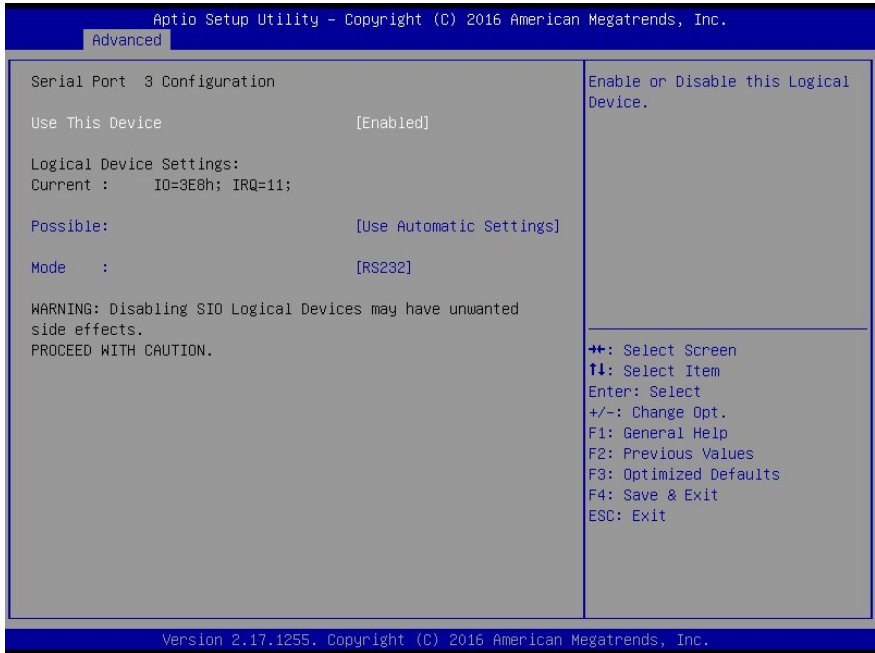 Aptio Setup Utility – Copyright (C) 2016 American Megatrends, Inc.
Advanced
Serial Port 3 Configuration
Use This Device [Enabled]
Logical Device Settings:
Current : IO=3E8h; IRQ=11;
Possible: [Use Automatic Settings]
Mode : [RS232]
WARNING: Disabling SIO Logical Devices may have unwanted
side effects.
PROCEED WITH CAUTION.
Enable or Disable this Logical
Device.
→←: Select Screen
↑↓: Select Item
Enter: Select
+/-: Change Opt.
F1: General Help
F2: Previous Values
F3: Optimized Defaults
F4: Save & Exit
ESC: Exit
Version 2.17.1255. Copyright (C) 2016 American Megatrends, Inc.